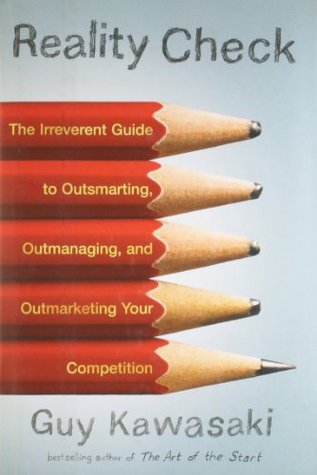 Reality Check
The Irreverent Guide
to Outsmarting,
Outmanaging, and
Outmarketing Your
Competition
Guy Kawasaki
bestselling author of The Art of the Start